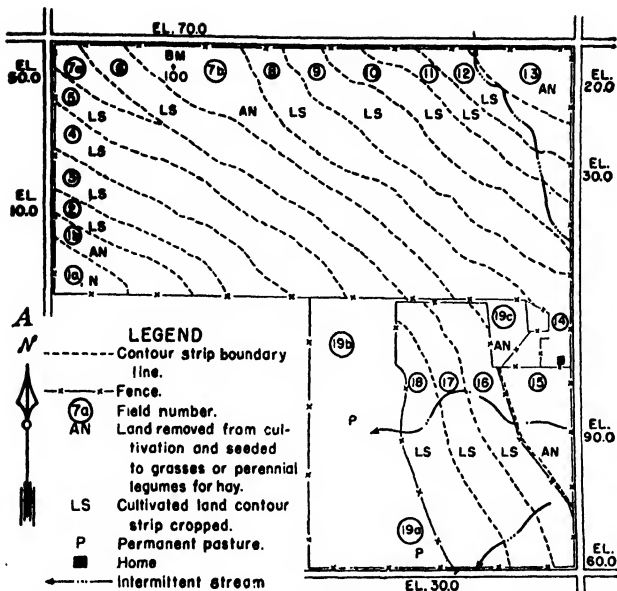 EL. 70.0
BM
100
7a 6 7b 8 9 10 11 12 13
EL.
50.0
EL.
20.0
5 LS LS AN LS LS LS LS LS AN
4 LS
EL.
30.0
3 LS
EL.
10.0
2 LS
1b AN
1a N
19c 14
AN
19b
18 17 16 15
P
LS LS LS AN
EL.
90.0
19a
P
EL.
60.0
EL. 30.0
A
N
LEGEND
Contour strip boundary
line.
Fence.
7a Field number.
AN Land removed from cul-
tivation and seeded
to grasses or perennial
legumes for hay.
LS Cultivated land contour
strip cropped.
P Permanent pasture.
Home
Intermittent stream